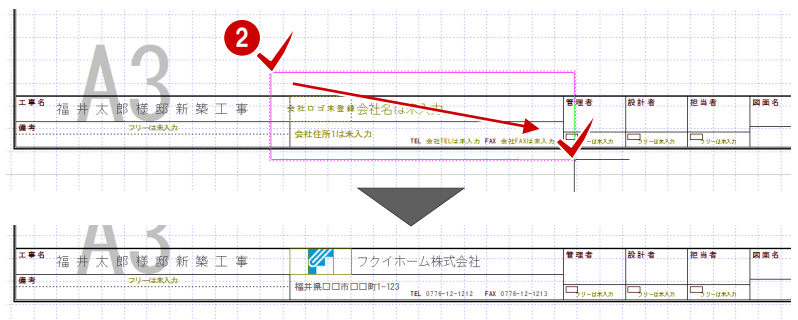 2
A3
工事名 福井太郎様邸新築工事 会社ロゴ未登録 会社名は未入力 管理者 設計者 担当者 図面名
備考 フリーは未入力 会社住所1は未入力
TEL 会社TELは未入力 FAX 会社FAXは未入力 フリーは未入力 フリーは未入力 フリーは未入力
A3
工事名 福井太郎様邸新築工事 フクイホーム株式会社 管理者 設計者 担当者 図面名
備考 フリーは未入力 福井県□□市□□町1-123
TEL 0776-12-1212 FAX 0776-12-1213 フリーは未入力 フリーは未入力 フリーは未入力